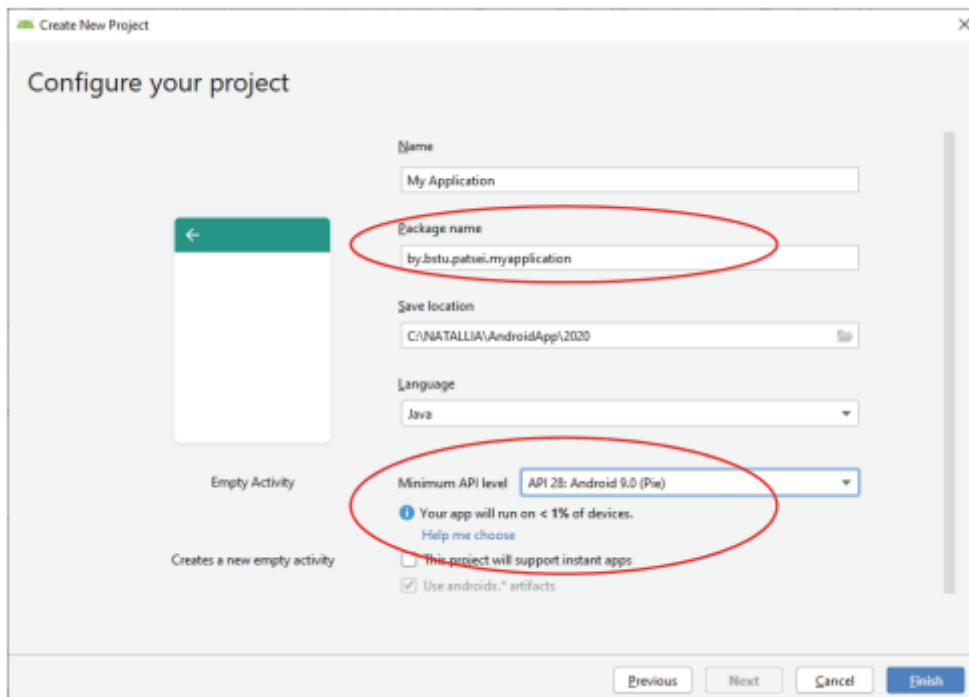 Create New Project
Configure your project
Name
My Application
Package name
by.bstu.patsei.myapplication
Save location
C:\NATALLIA\AndroidApp\2020
Language
Java
Empty Activity
Minimum API level API 28: Android 9.0 (Pie)
Your app will run on < 1% of devices.
Help me choose
Creates a new empty activity
This project will support instant apps
Use androidx.* artifacts
Previous Next Cancel Finish